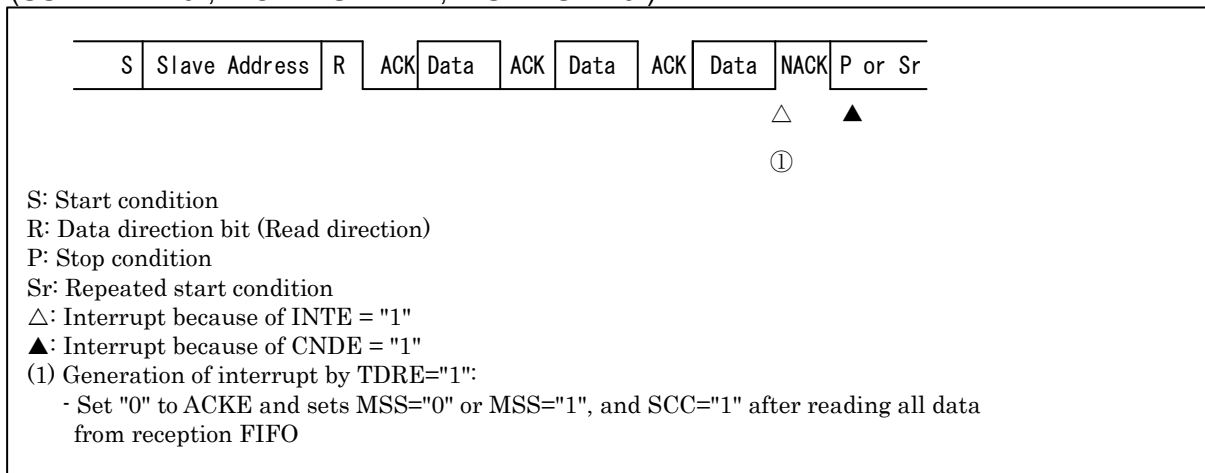 S Slave Address R ACK Data ACK Data ACK Data NACK P or Sr
△ ▲
①
S: Start condition
R: Data direction bit (Read direction)
P: Stop condition
Sr: Repeated start condition
△: Interrupt because of INTE = "1"
▲: Interrupt because of CNDE = "1"
(1) Generation of interrupt by TDRE="1":
- Set "0" to ACKE and sets MSS="0" or MSS="1", and SCC="1" after reading all data
from reception FIFO